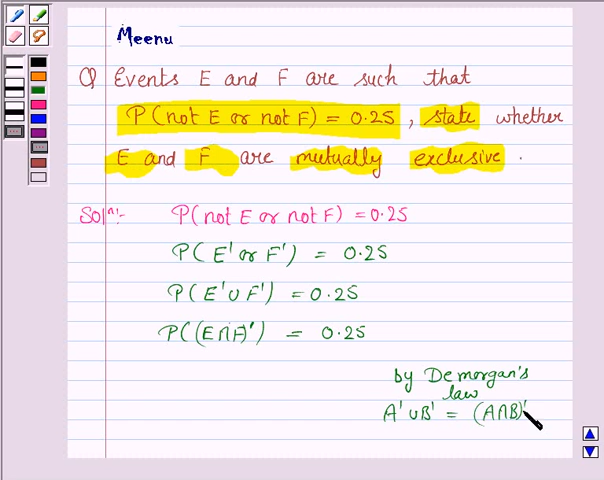 Meenu
Q Events E and F are such that
P(not E or not F) = 0.25, state whether
E and F are mutually exclusive.
Solⁿ:- P(not E or not F) = 0.25
P(E' or F') = 0.25
P(E' ∪ F') = 0.25
P((E∩F)') = 0.25
by De morgan's
law
A' ∪ B' = (A∩B)'